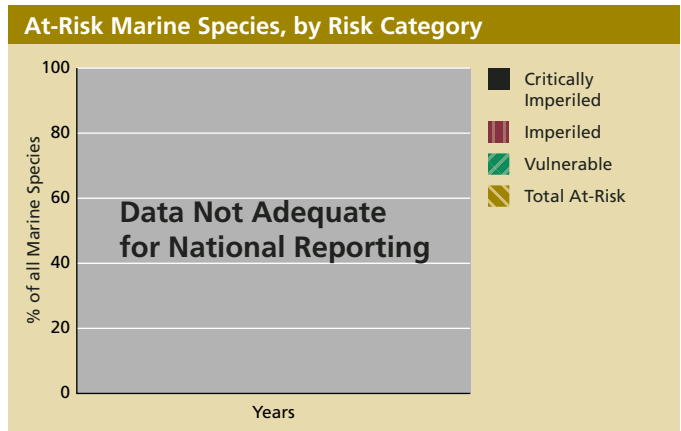 At-Risk Marine Species, by Risk Category
100
80
60
40
20
0
% of all Marine Species
Data Not Adequate
for National Reporting
Years
Critically
Imperiled
Imperiled
Vulnerable
Total At-Risk